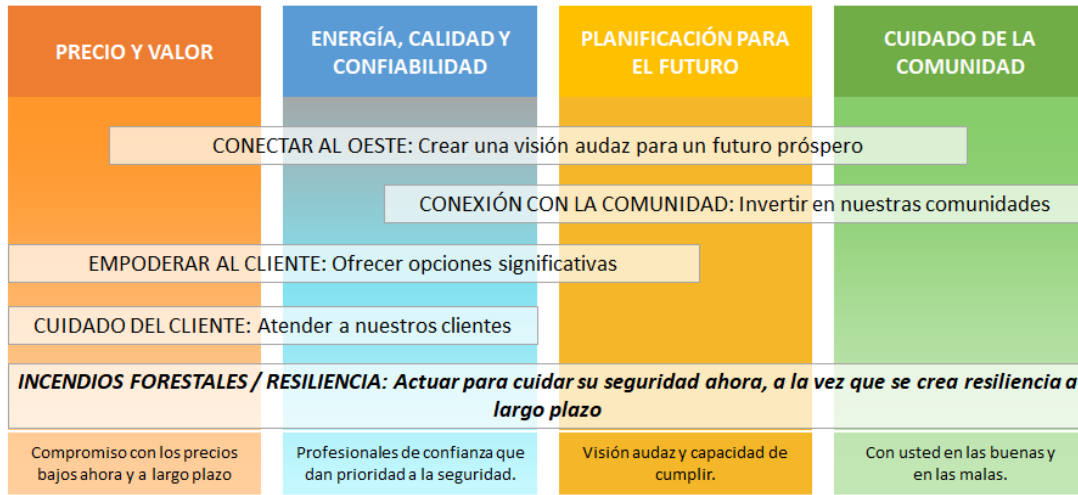 PRECIO Y VALOR
ENERGÍA, CALIDAD Y
CONFIABILIDAD
PLANIFICACIÓN PARA
EL FUTURO
CUIDADO DE LA
COMUNIDAD
CONECTAR AL OESTE: Crear una visión audaz para un futuro próspero
CONEXIÓN CON LA COMUNIDAD: Invertir en nuestras comunidades
EMPODERAR AL CLIENTE: Ofrecer opciones significativas
CUIDADO DEL CLIENTE: Atender a nuestros clientes
INCENDIOS FORESTALES / RESILIENCIA: Actuar para cuidar su seguridad ahora, a la vez que se crea resiliencia a
largo plazo
Compromiso con los precios
bajos ahora y a largo plazo
Profesionales de confianza que
dan prioridad a la seguridad.
Visión audaz y capacidad de
cumplir.
Con usted en las buenas y
en las malas.